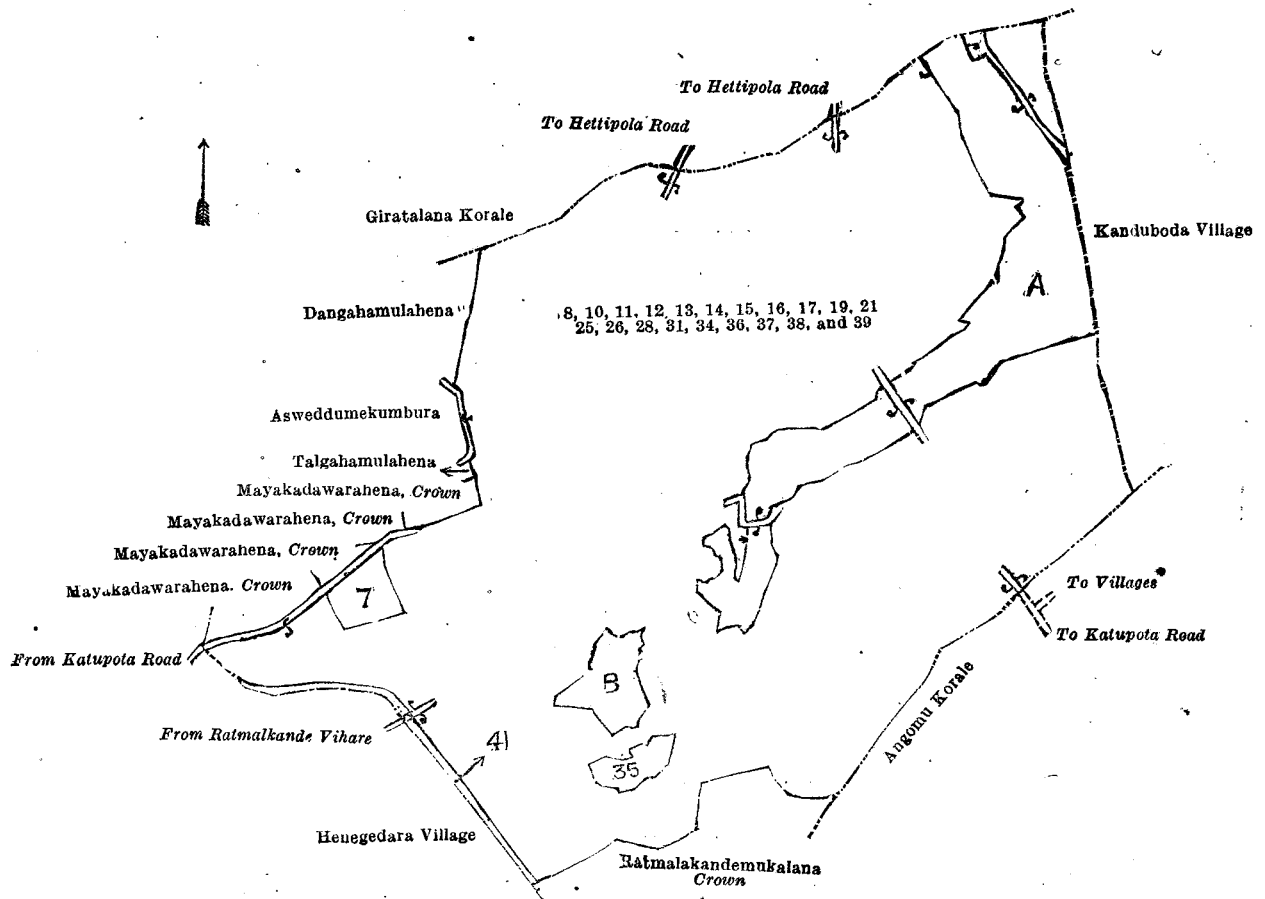 To Hettipola Road
To Hettipola Road
Giratalana Korale
Kanduboda Village
A
Dangahamulahena
8, 10, 11, 12, 13, 14, 15, 16, 17, 19, 21
25, 26, 28, 31, 34, 36, 37, 38, and 39
Asweddumekumbura
Talgahamulahena
Mayakadawarahena, Crown
Mayakadawarahena, Crown
Mayakadawarahena, Crown
Mayakadawarahena. Crown
7
To Villages
To Katupota Road
From Katupota Road
B
Angomu Korale
From Ratmalkande Vihare
41
35
Henegedara Village
Ratmalakandemukalana
Crown